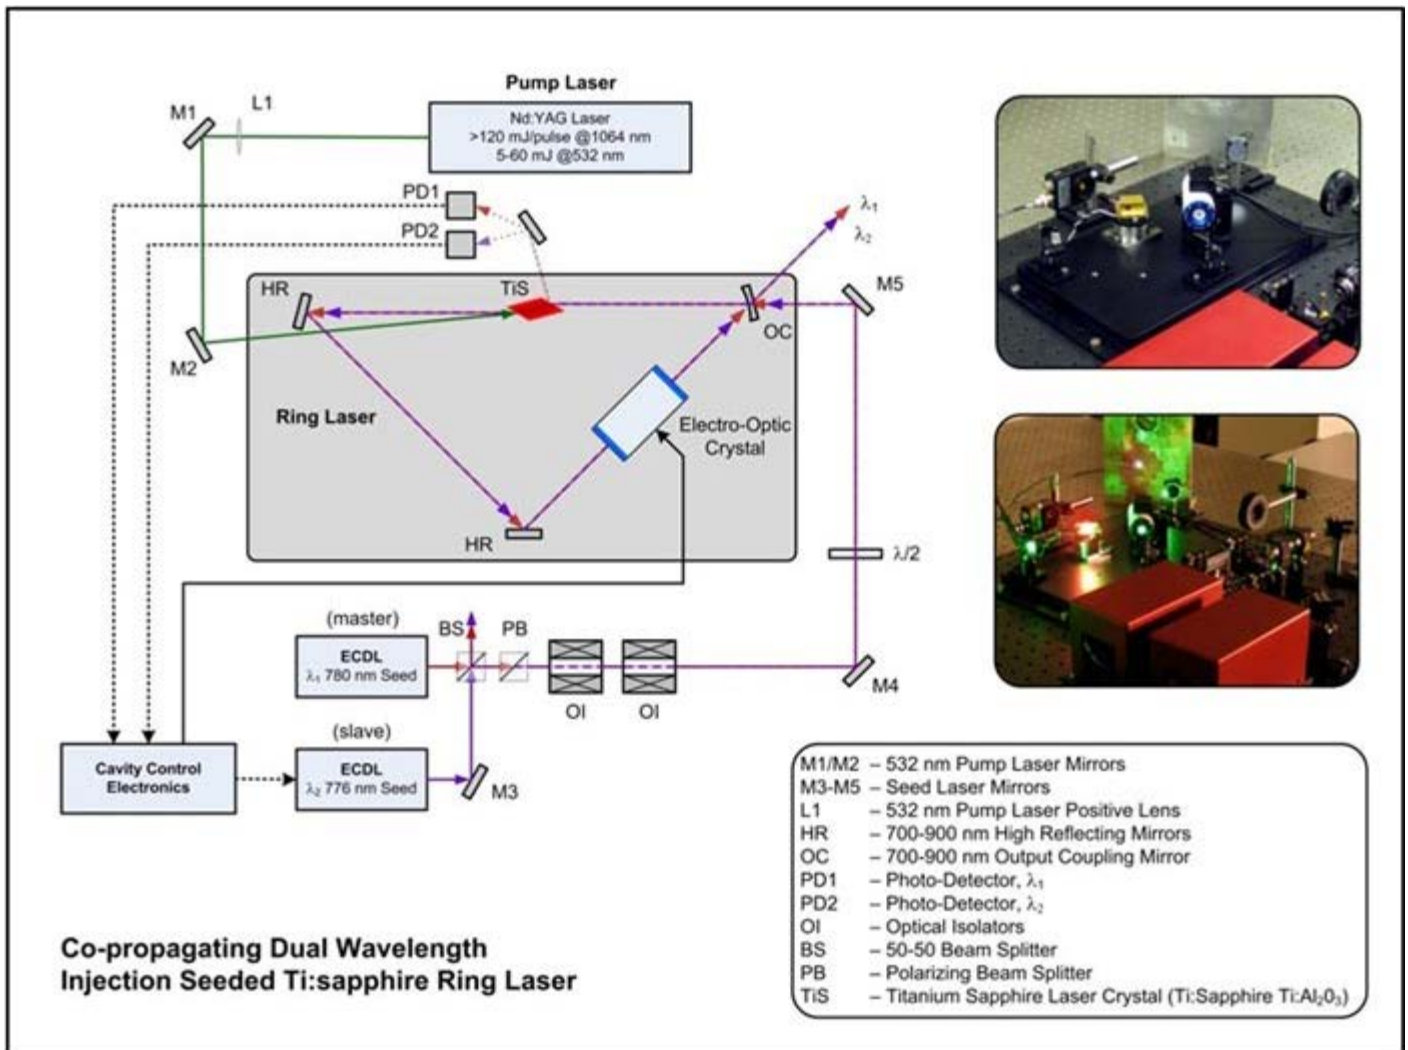 Pump Laser
Nd:YAG Laser
>120 mJ/pulse @1064 nm
5-60 mJ @532 nm
M1
L1
PD1
PD2
λ₁
λ₂
HR
TiS
M5
OC
M2
Ring Laser
Electro-Optic
Crystal
HR
λ/2
(master)
BS
PB
ECDL
λ₁ 780 nm Seed
OI
OI
M4
(slave)
ECDL
λ₂ 776 nm Seed
M3
Cavity Control
Electronics
M1/M2 – 532 nm Pump Laser Mirrors
M3-M5 – Seed Laser Mirrors
L1 – 532 nm Pump Laser Positive Lens
HR – 700-900 nm High Reflecting Mirrors
OC – 700-900 nm Output Coupling Mirror
PD1 – Photo-Detector, λ₁
PD2 – Photo-Detector, λ₂
OI – Optical Isolators
BS – 50-50 Beam Splitter
PB – Polarizing Beam Splitter
TiS – Titanium Sapphire Laser Crystal (Ti:Sapphire Ti:Al₂0₃)
Co-propagating Dual Wavelength
Injection Seeded Ti:sapphire Ring Laser